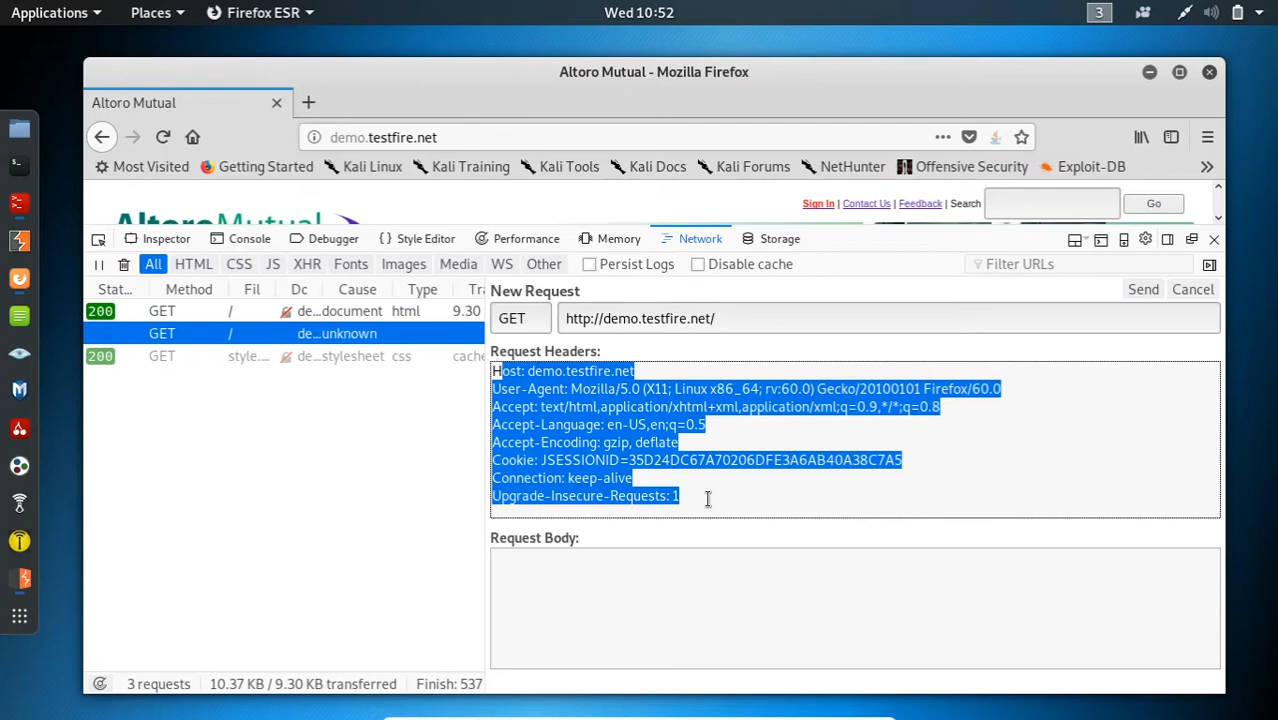 Applications Places Firefox ESR Wed 10:52 3
Altoro Mutual - Mozilla Firefox
Altoro Mutual
demo.testfire.net
Most Visited Getting Started Kali Linux Kali Training Kali Tools Kali Docs Kali Forums NetHunter Offensive Security Exploit-DB
AltoroMutual Sign In | Contact Us | Feedback | Search Go
Inspector Console Debugger {} Style Editor Performance Memory Network Storage
All HTML CSS JS XHR Fonts Images Media WS Other Persist Logs Disable cache Filter URLs
Stat... Method Fil Dc Cause Type Tra
200 GET / de...document html 9.30
GET / de...unknown
200 GET style.... de...stylesheet css cache
New Request Send Cancel
GET http://demo.testfire.net/
Request Headers:
Host: demo.testfire.net
User-Agent: Mozilla/5.0 (X11; Linux x86_64; rv:60.0) Gecko/20100101 Firefox/60.0
Accept: text/html,application/xhtml+xml,application/xml;q=0.9,*/*;q=0.8
Accept-Language: en-US,en;q=0.5
Accept-Encoding: gzip, deflate
Cookie: JSESSIONID=35D24DC67A70206DFE3A6AB40A38C7A5
Connection: keep-alive
Upgrade-Insecure-Requests: 1
Request Body:
3 requests 10.37 KB / 9.30 KB transferred Finish: 537